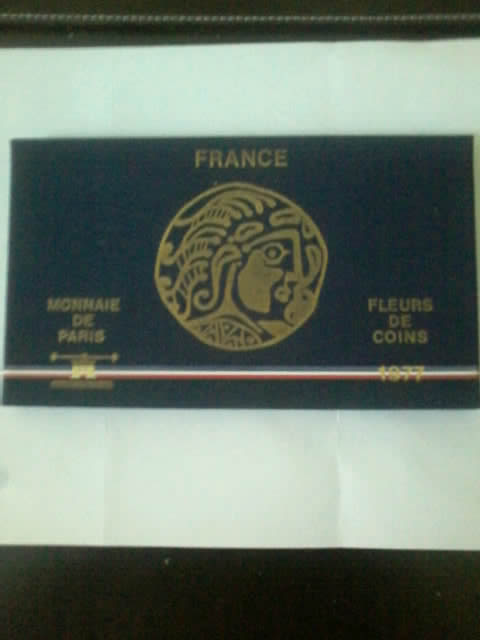 FRANCE
MONNAIE
DE
PARIS
FLEURS
DE
COINS
1977